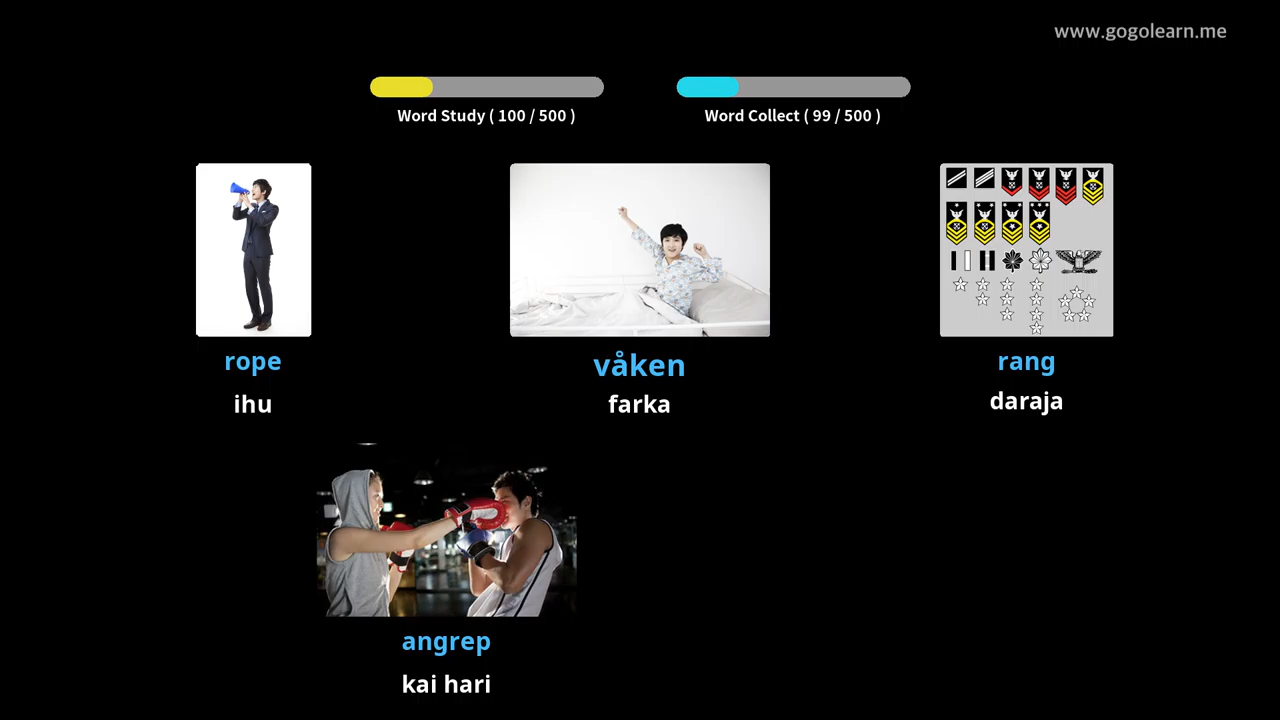 www.gogolearn.me
Word Study ( 100 / 500 )
Word Collect ( 99 / 500 )
rope
ihu
våken
farka
rang
daraja
angrep
kai hari